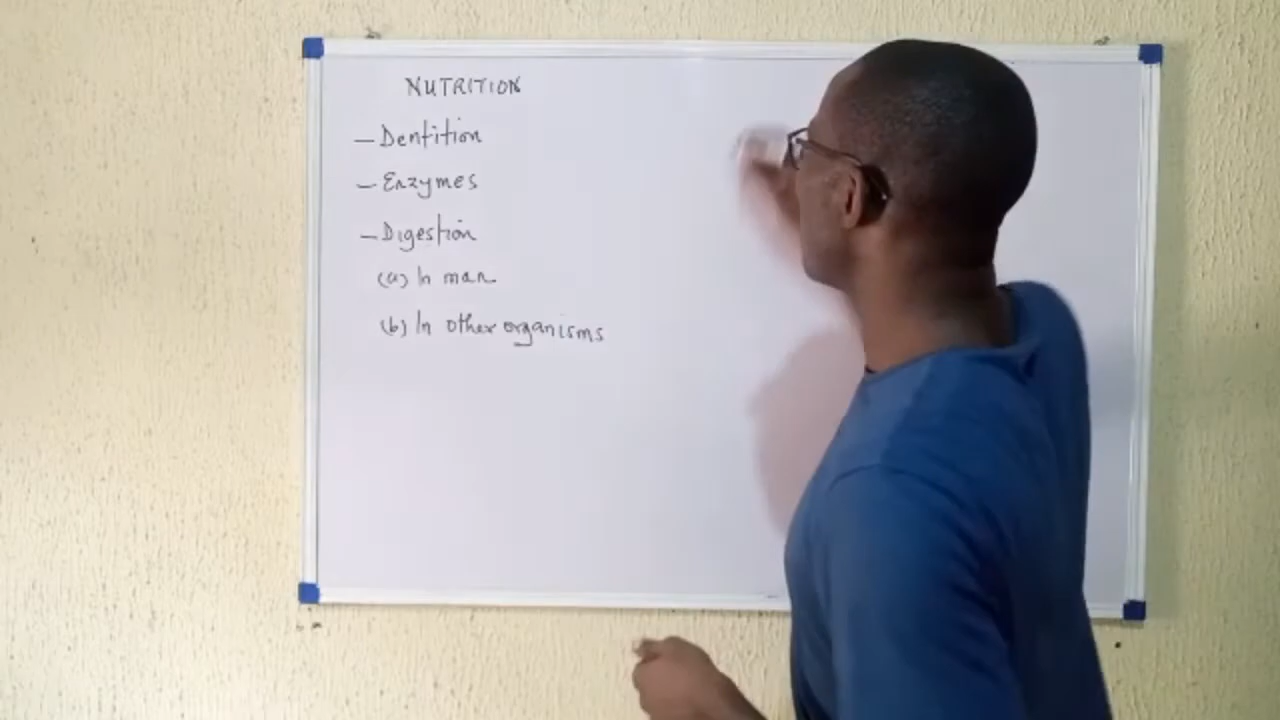 NUTRITION
- Dentition
- Enzymes
- Digestion
(a) In man
(b) In other organisms